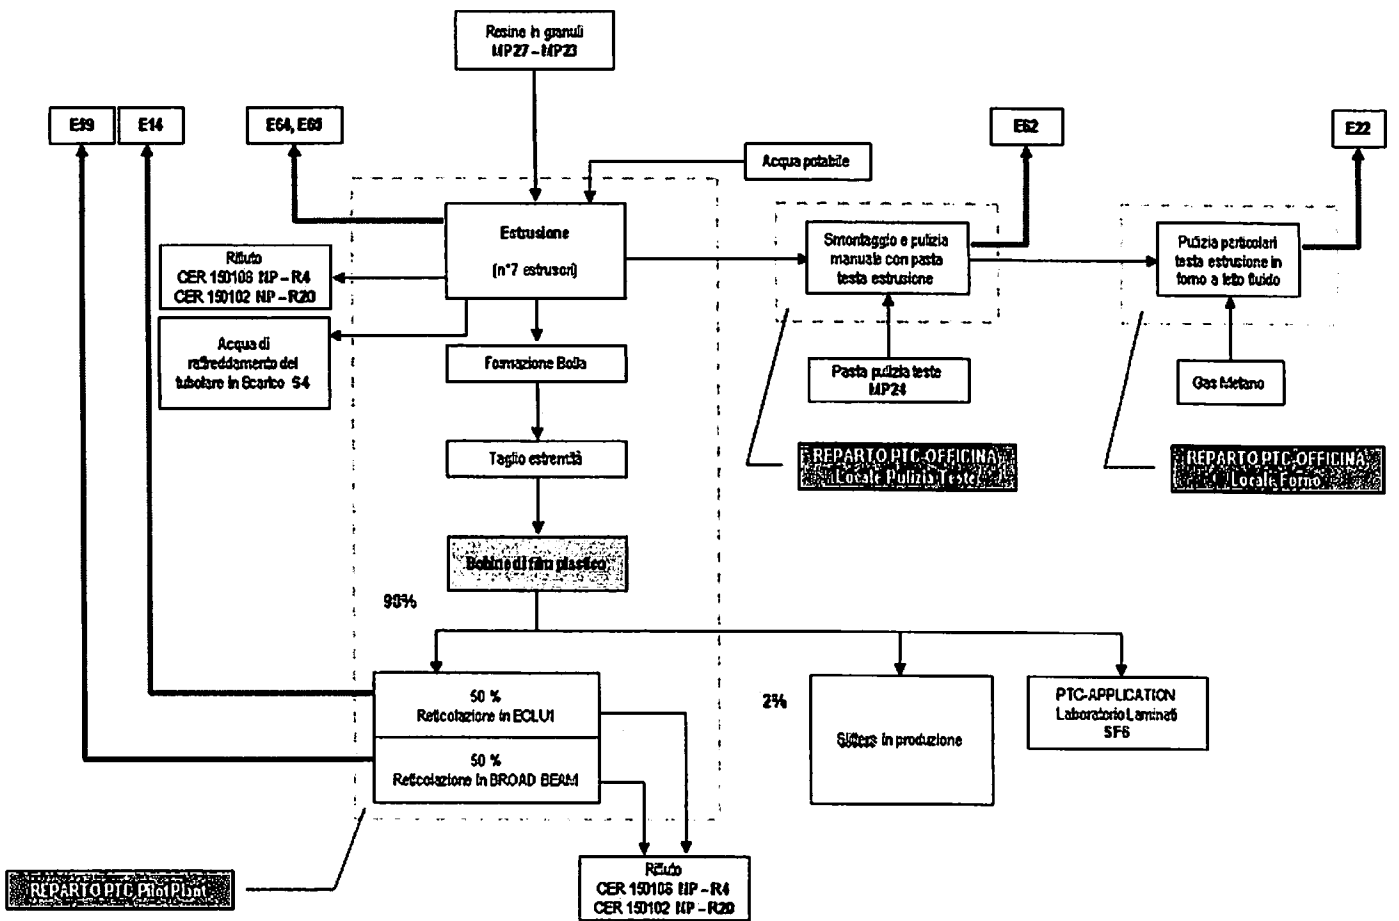 Resine in granuli
MP27 – MP23
E14
E64, E65
E62
E22
Acqua potabile
Estrusione
(n°7 estrusori)
Smontaggio e pulizia
manuale con pasta
testa estrusione
Pulizia particolari
testa estrusione in
forno a letto fluido
Rifiuto
CER 150106 NP – R4
CER 150102 NP – R20
Acqua di
raffreddamento del
tubolare in Scarico S4
Formazione Bolla
Pasta pulizia teste
MP24
Gas Metano
Taglio estremità
REPARTO PTC-OFFICINA
Locale Pulizia Teste
REPARTO PTC-OFFICINA
Locale Forno
Bobine di film plastico
50 %
Reticolazione in ECLU1
50 %
Reticolazione in BROAD BEAM
2%
Slitters in produzione
PTC-APPLICATION
Laboratorio Laminati
SF6
REPARTO PTC Pilot Plant
Rifiuto
CER 150106 NP – R4
CER 150102 NP – R20